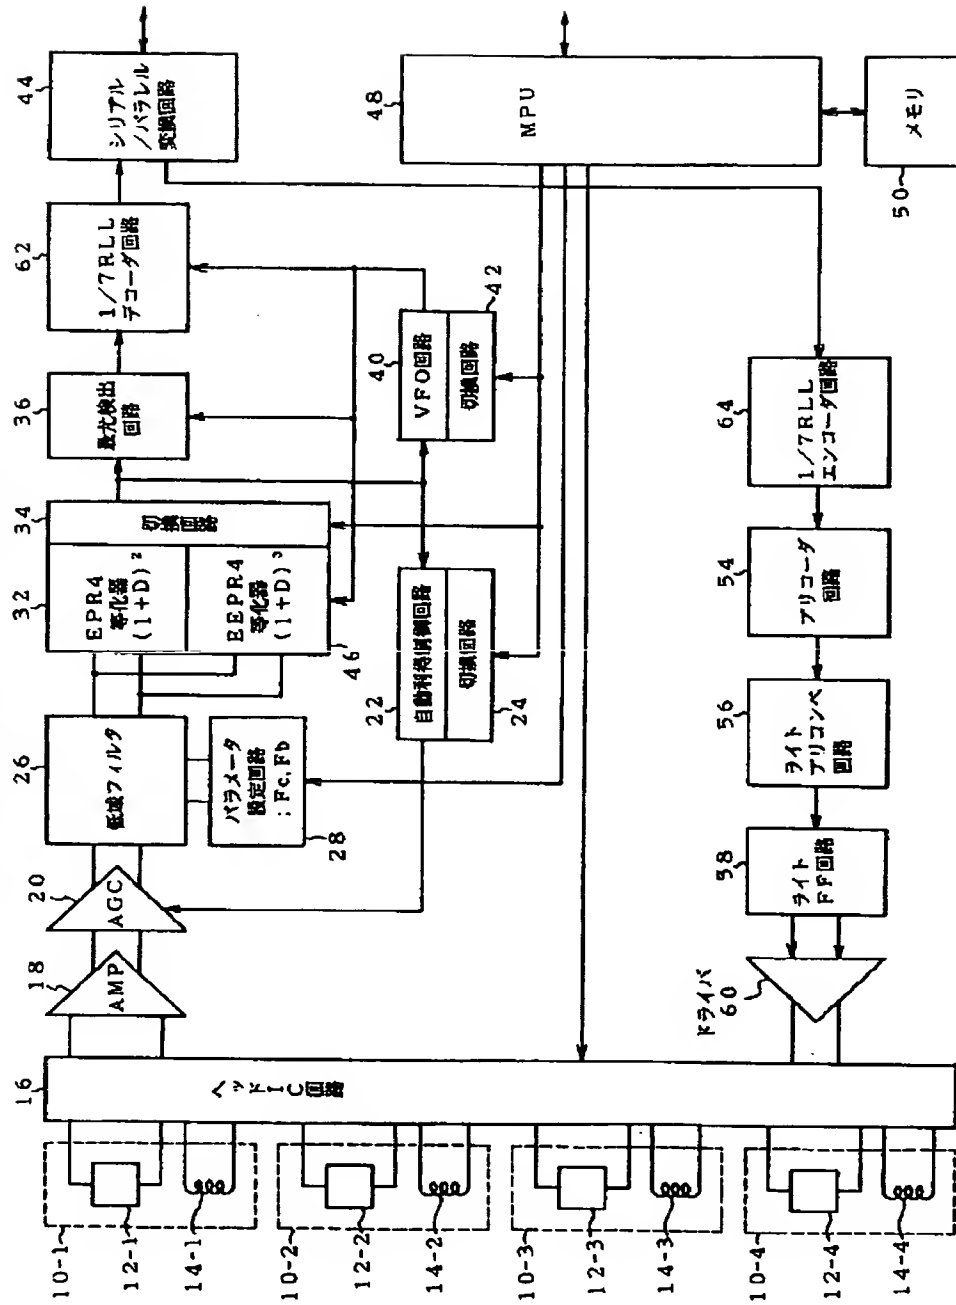 10-1
12-1
14-1
10-2
12-2
14-2
10-3
12-3
14-3
10-4
12-4
14-4
16
ヘッドIC回路
18
AMP
20
AGC
26
低域フィルタ
28
パラメータ
設定回路
:Fc,Fb
32
EPR4
等化器
(1+D)²
EEPR4
等化器
(1+D)³
46
34
切換回路
36
最尤検出
回路
62
1/7RLL
デコーダ回路
44
シリアル
/パラレル
変換回路
22
自動利得制御回路
24
切換回路
40
VFO回路
42
切換回路
48
MPU
50
メモリ
64
1/7RLL
エンコーダ回路
54
プリコーダ
回路
56
ライト
プリコンペ
回路
58
ライト
FF回路
ドライバ
60